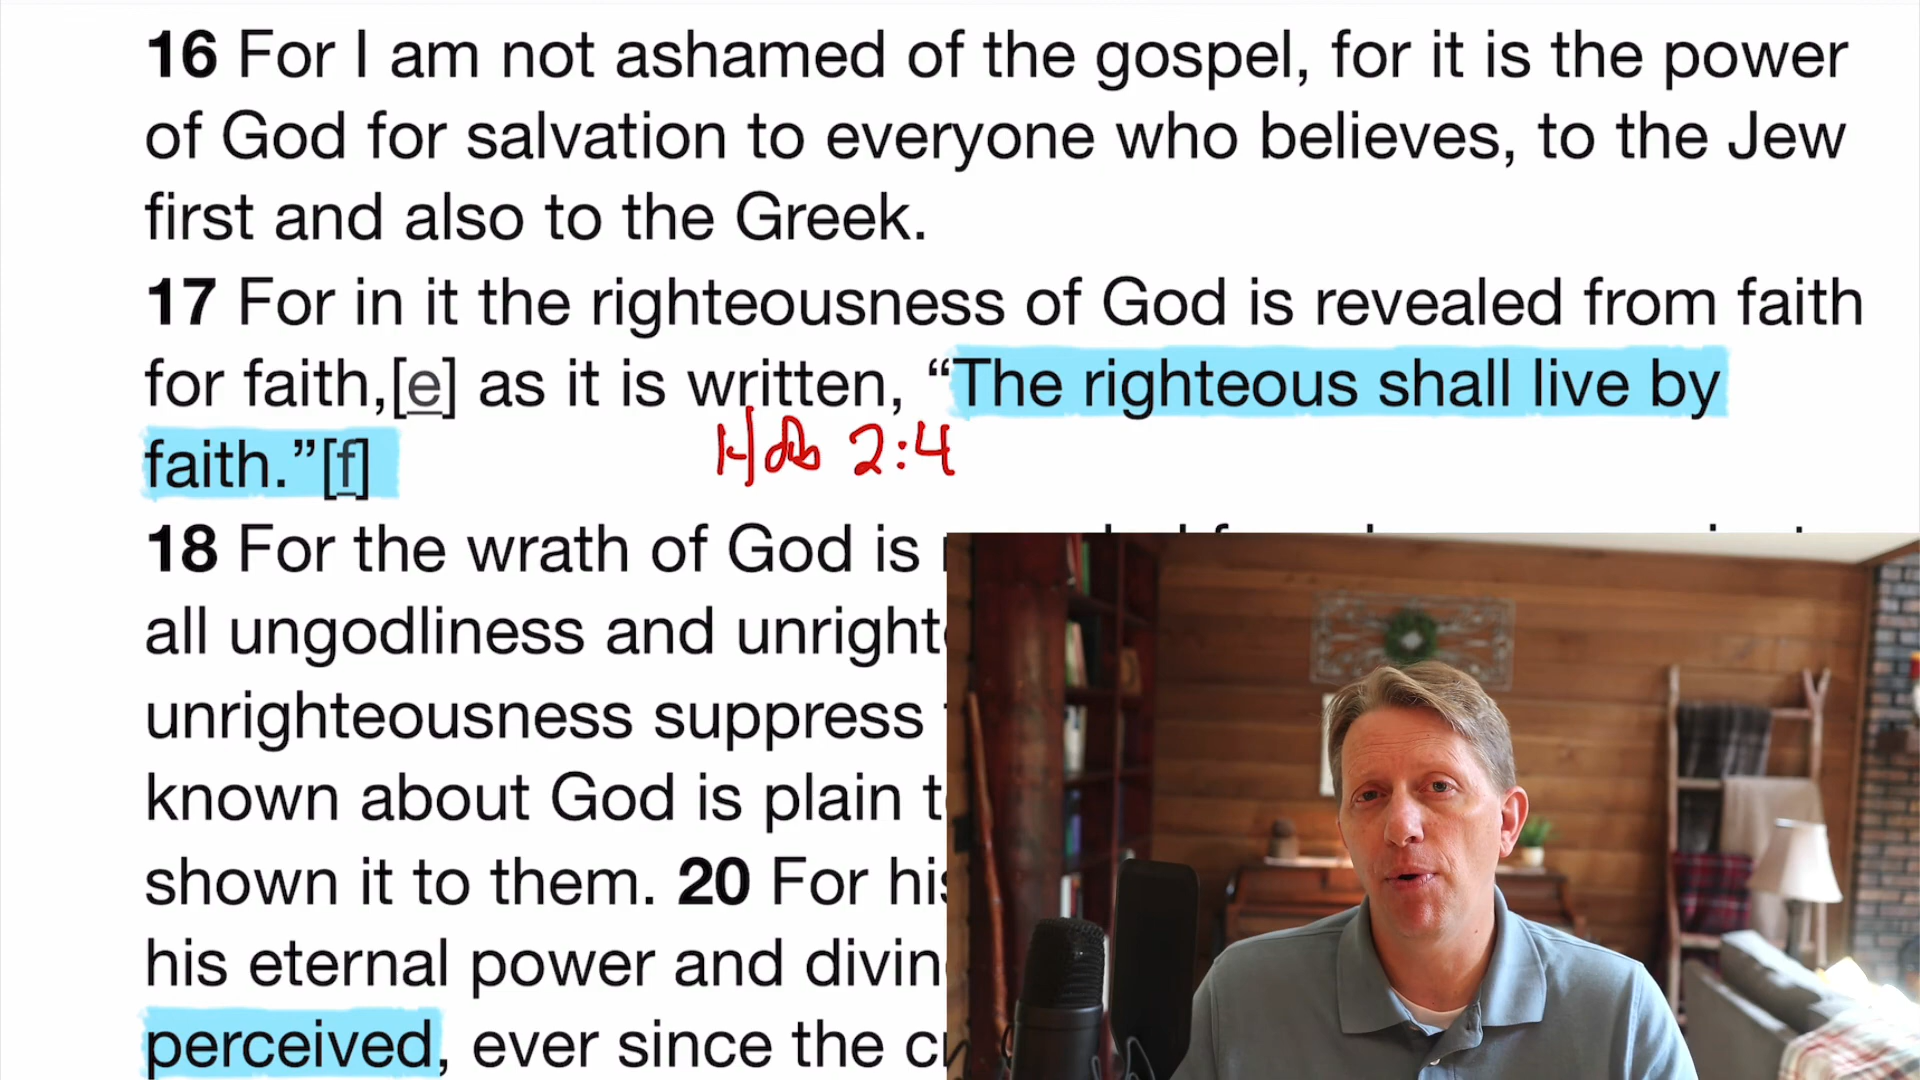 16 For I am not ashamed of the gospel, for it is the power
of God for salvation to everyone who believes, to the Jew
first and also to the Greek.
17 For in it the righteousness of God is revealed from faith
for faith,[e] as it is written, “The righteous shall live by
faith.”[f]
Hab 2:4
18 For the wrath of God is
all ungodliness and
unrighteousness suppress
known about God is plain
shown it to them. 20 For
his eternal power and
perceived, ever since the